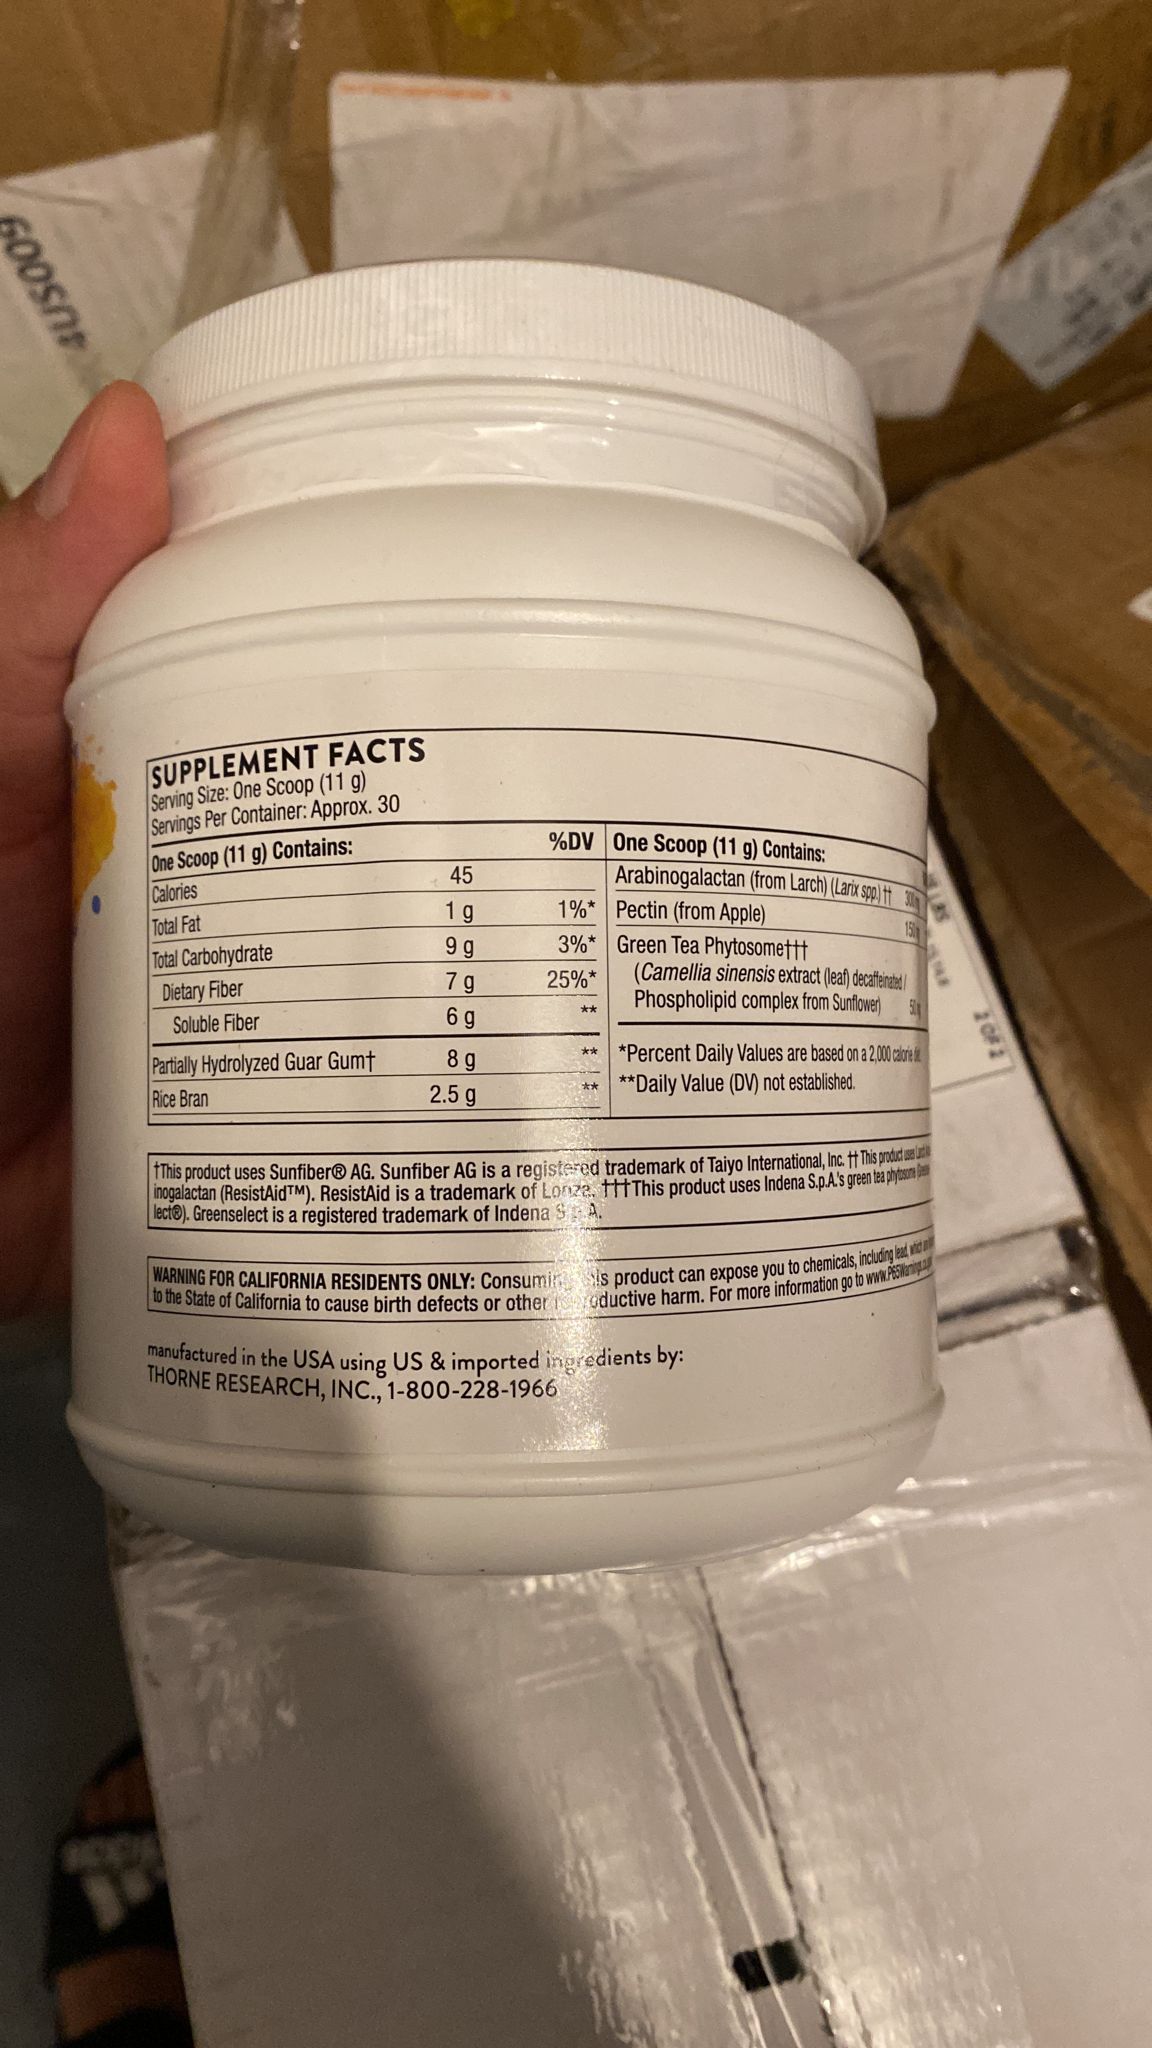 4US009
SUPPLEMENT FACTS
Serving Size: One Scoop (11 g)
Servings Per Container: Approx. 30
One Scoop (11 g) Contains: %DV
Calories 45
Total Fat 1 g 1%*
Total Carbohydrate 9 g 3%*
Dietary Fiber 7 g 25%*
Soluble Fiber 6 g **
Partially Hydrolyzed Guar Gum† 8 g **
Rice Bran 2.5 g **
One Scoop (11 g) Contains:
Arabinogalactan (from Larch) (Larix spp.) ††
Pectin (from Apple)
Green Tea Phytosome†††
(Camellia sinensis extract (leaf) decaffeinated /
Phospholipid complex from Sunflower)
*Percent Daily Values are based on a 2,000 calorie
**Daily Value (DV) not established.
†This product uses Sunfiber® AG. Sunfiber AG is a registered trademark of Taiyo International, Inc. †† This product uses
inogalactan (ResistAid™). ResistAid is a trademark of Lonza. †††This product uses Indena S.p.A.'s green tea phytosome
lect®). Greenselect is a registered trademark of Indena S.p.A.
WARNING FOR CALIFORNIA RESIDENTS ONLY: product can expose you to chemicals, including lead, which
to the State of California to cause birth defects or other harm. For more information go to
manufactured in the USA using US & imported ingredients by:
THORNE RESEARCH, INC., 1-800-228-1966
LBS
1 OF 1